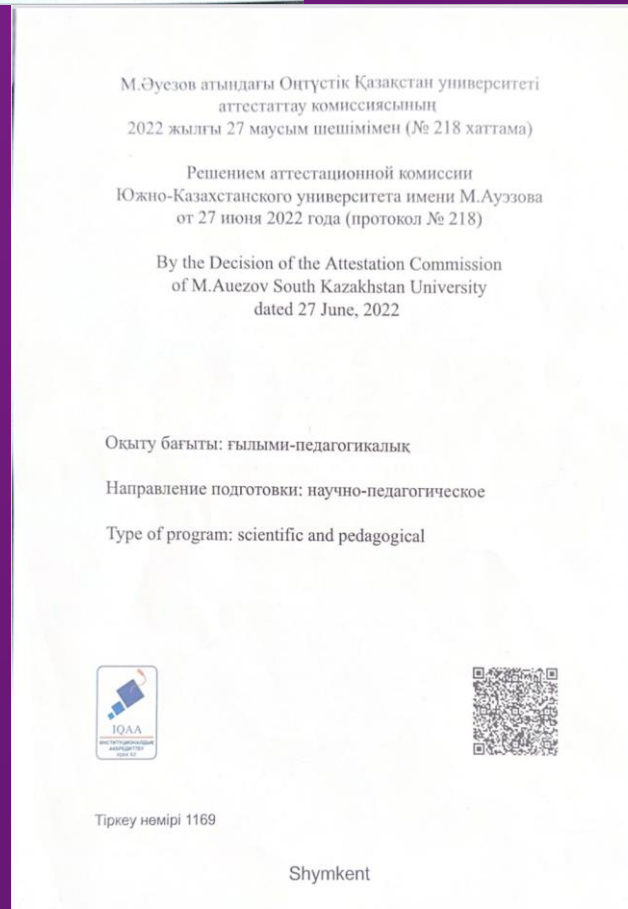 М.Әуезов атындағы Оңтүстік Қазақстан университеті
аттестаттау комиссиясының
2022 жылғы 27 маусым шешімімен (№ 218 хаттама)
Решением аттестационной комиссии
Южно-Казахстанского университета имени М.Ауэзова
от 27 июня 2022 года (протокол № 218)
By the Decision of the Attestation Commission
of M.Auezov South Kazakhstan University
dated 27 June, 2022
Оқыту бағыты: ғылыми-педагогикалық
Направление подготовки: научно-педагогическое
Type of program: scientific and pedagogical
IQAA
ИНСТИТУЦИОНАЛДЫҚ
АККРЕДИТТЕУ
Тіркеу нөмірі 1169
Shymkent